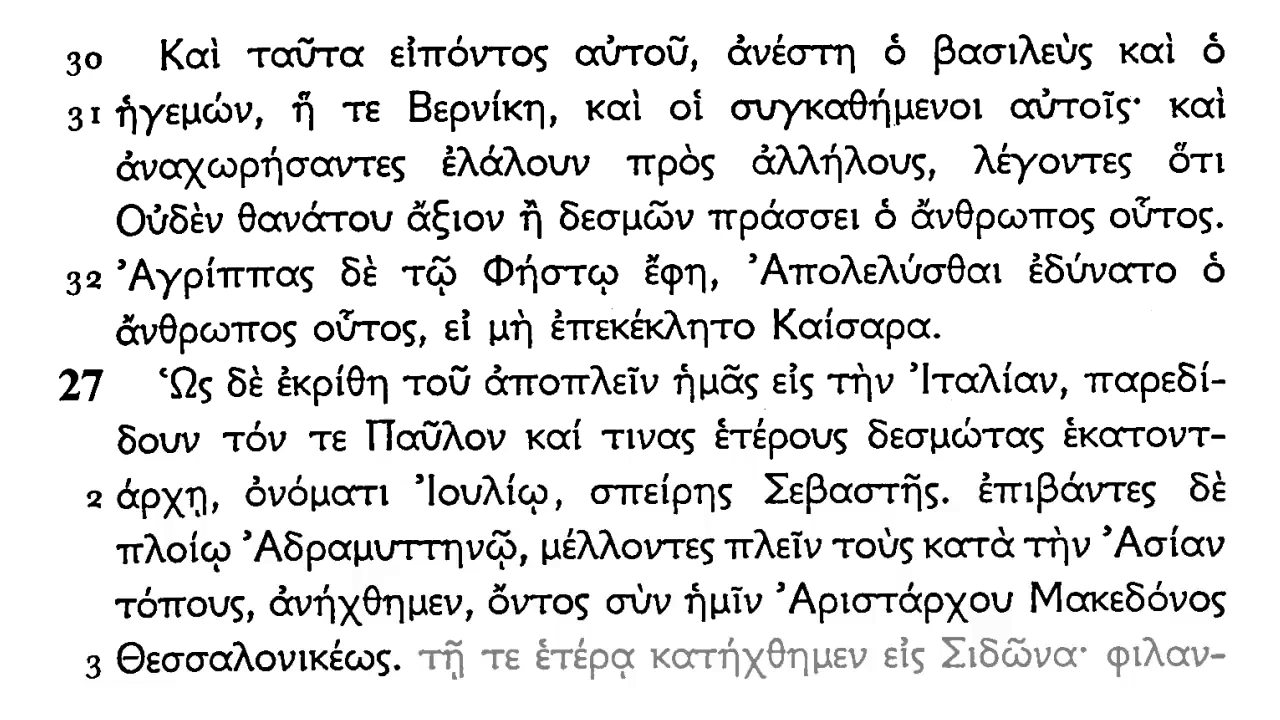 30 Καὶ ταῦτα εἰπόντος αὐτοῦ, ἀνέστη ὁ βασιλεὺς καὶ ὁ
31 ἡγεμών, ἥ τε Βερνίκη, καὶ οἱ συγκαθήμενοι αὐτοῖς· καὶ
ἀναχωρήσαντες ἐλάλουν πρὸς ἀλλήλους, λέγοντες ὅτι
Οὐδὲν θανάτου ἄξιον ἢ δεσμῶν πράσσει ὁ ἄνθρωπος οὗτος.
32 Ἀγρίππας δὲ τῷ Φήστῳ ἔφη, Ἀπολελύσθαι ἐδύνατο ὁ
ἄνθρωπος οὗτος, εἰ μὴ ἐπεκέκλητο Καίσαρα.
27 Ὡς δὲ ἐκρίθη τοῦ ἀποπλεῖν ἡμᾶς εἰς τὴν Ἰταλίαν, παρεδί-
δουν τόν τε Παῦλον καί τινας ἑτέρους δεσμώτας ἑκατοντ-
2 άρχῃ, ὀνόματι Ἰουλίῳ, σπείρης Σεβαστῆς. ἐπιβάντες δὲ
πλοίῳ Ἀδραμυττηνῷ, μέλλοντες πλεῖν τοὺς κατὰ τὴν Ἀσίαν
τόπους, ἀνήχθημεν, ὄντος σὺν ἡμῖν Ἀριστάρχου Μακεδόνος
3 Θεσσαλονικέως. τῇ τε ἑτέρᾳ κατήχθημεν εἰς Σιδῶνα· φιλαν-